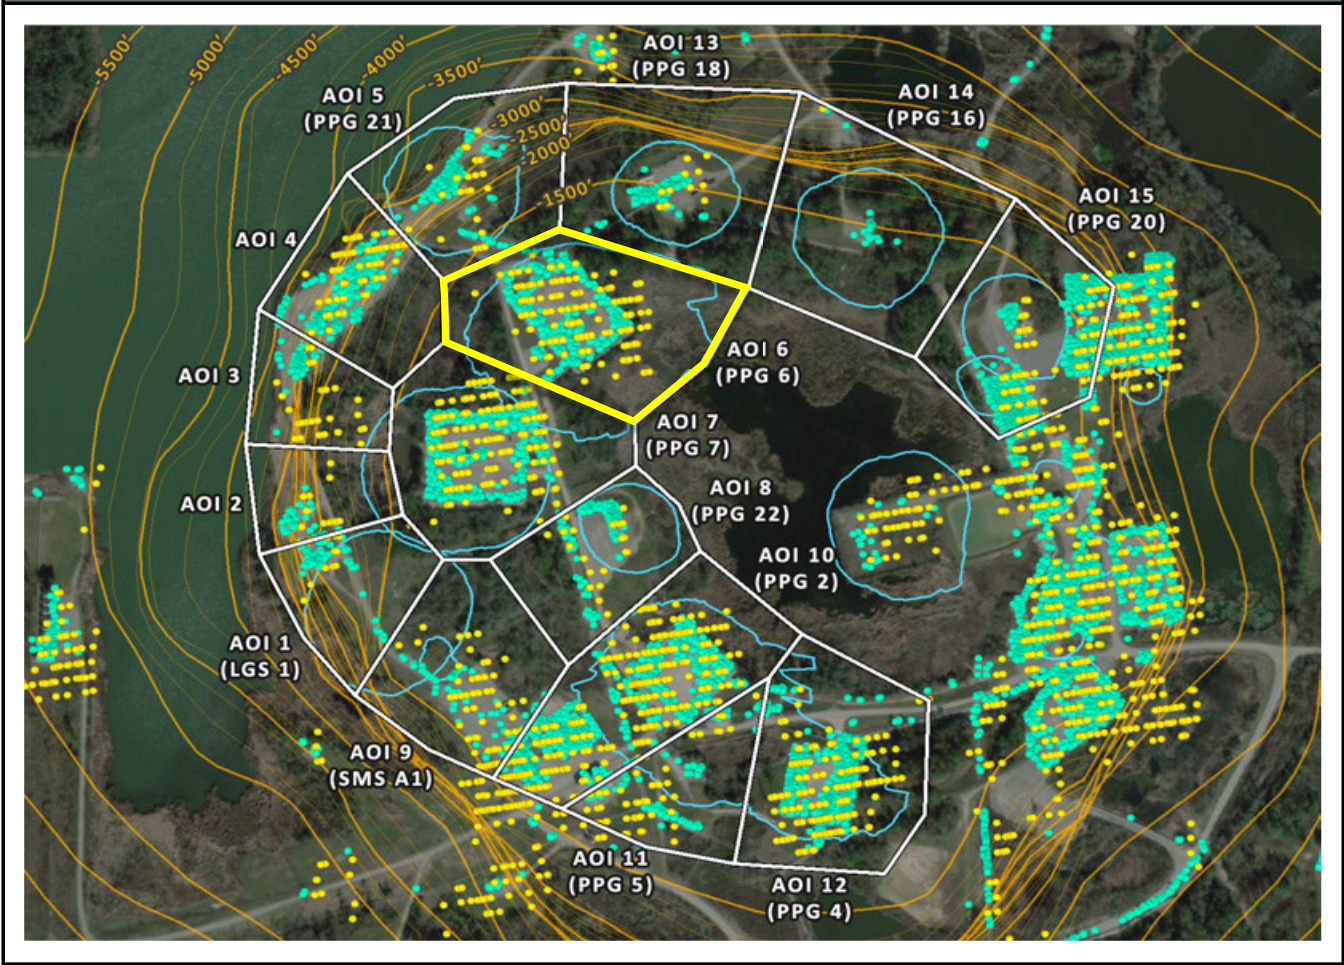 -5500'
-5000'
-4500'
-4000'
-3500'
-3000'
-2500'
-2000'
-1500'
AOI 13
(PPG 18)
AOI 14
(PPG 16)
AOI 5
(PPG 21)
AOI 15
(PPG 20)
AOI 4
AOI 6
(PPG 6)
AOI 3
AOI 7
(PPG 7)
AOI 2
AOI 8
(PPG 22)
AOI 10
(PPG 2)
AOI 1
(LGS 1)
AOI 9
(SMS A1)
AOI 11
(PPG 5)
AOI 12
(PPG 4)